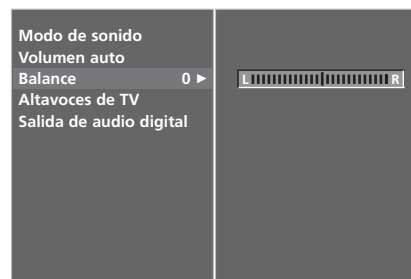 Modo de sonido
Volumen auto
Balance 0 ►
Altavoces de TV
Salida de audio digital
L R